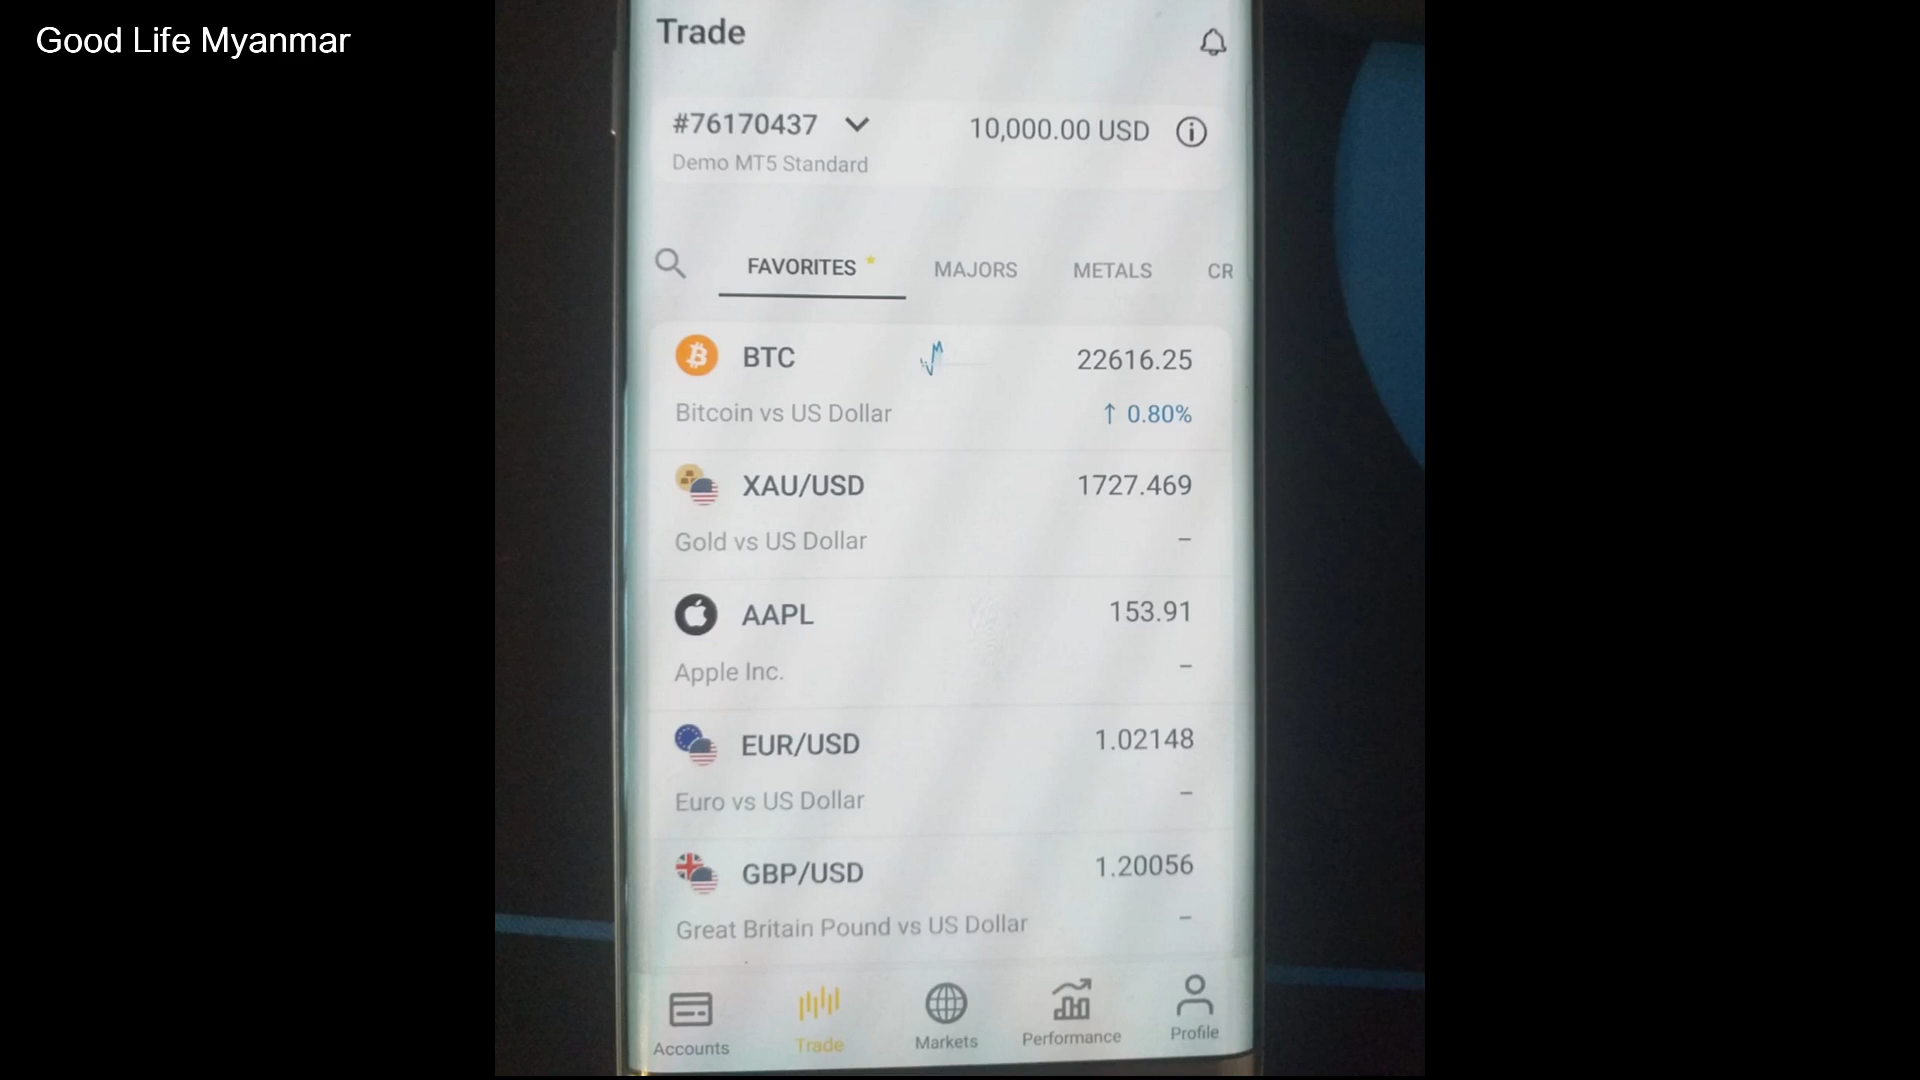 Good Life Myanmar
Trade
#76170437
10,000.00 USD
Demo MT5 Standard
FAVORITES
MAJORS
METALS
CR
BTC
22616.25
Bitcoin vs US Dollar
↑ 0.80%
XAU/USD
1727.469
Gold vs US Dollar
–
AAPL
153.91
Apple Inc.
–
EUR/USD
1.02148
Euro vs US Dollar
–
GBP/USD
1.20056
Great Britain Pound vs US Dollar
–
Accounts
Trade
Markets
Performance
Profile